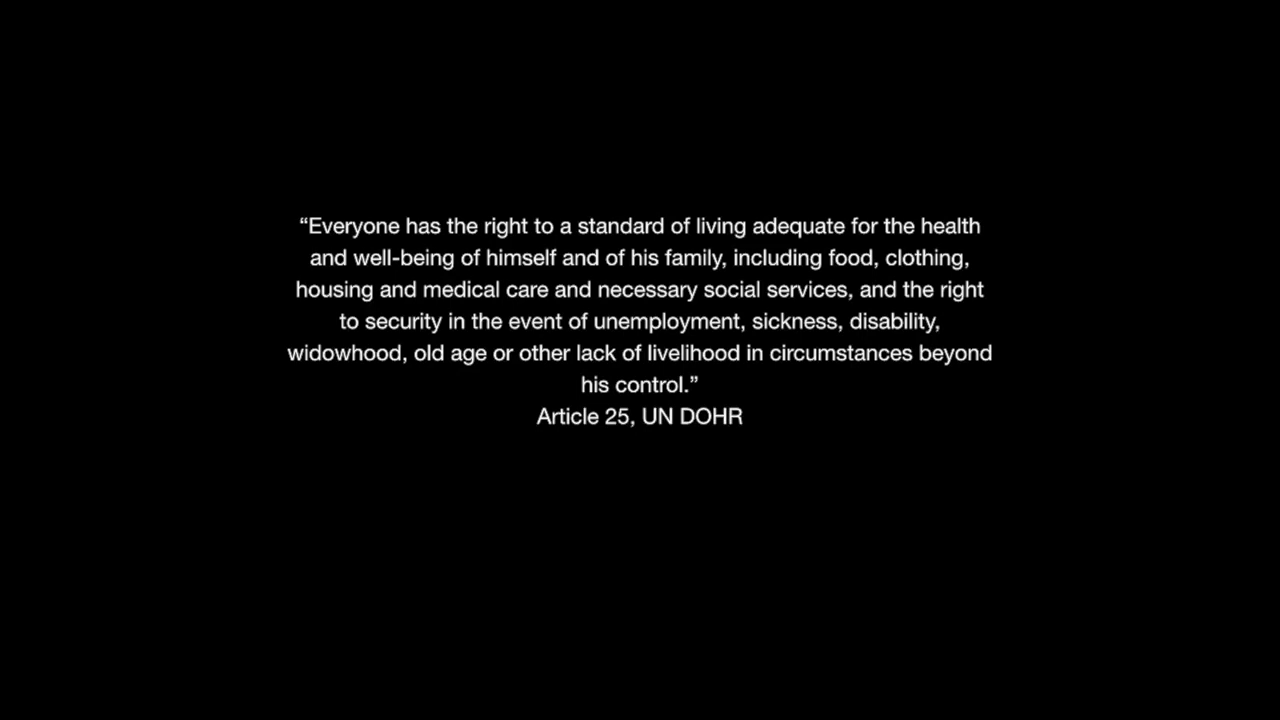 “Everyone has the right to a standard of living adequate for the health
and well-being of himself and of his family, including food, clothing,
housing and medical care and necessary social services, and the right
to security in the event of unemployment, sickness, disability,
widowhood, old age or other lack of livelihood in circumstances beyond
his control.”
Article 25, UN DOHR